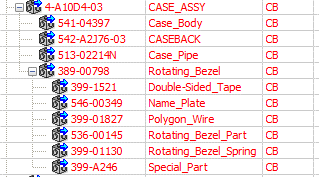 4-A10D4-03 CASE_ASSY CB
541-04397 Case_Body CB
542-A2J76-03 CASEBACK CB
513-02214N Case_Pipe CB
389-00798 Rotating_Bezel CB
399-1521 Double-Sided_Tape CB
546-00349 Name_Plate CB
399-01827 Polygon_Wire CB
536-00145 Rotating_Bezel_Part CB
399-01130 Rotating_Bezel_Spring CB
399-A246 Special_Part CB